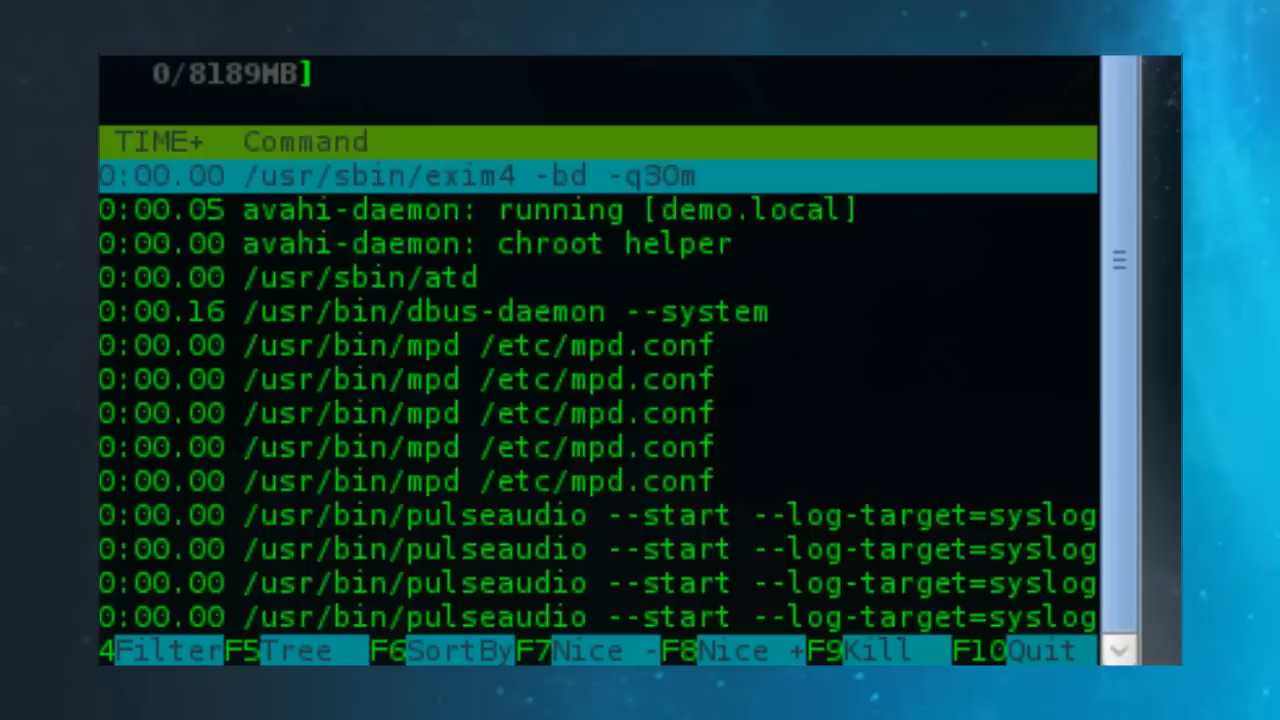 0/8189MB]
TIME+ Command
0:00.00 /usr/sbin/exim4 -bd -q30m
0:00.05 avahi-daemon: running [demo.local]
0:00.00 avahi-daemon: chroot helper
0:00.00 /usr/sbin/atd
0:00.16 /usr/bin/dbus-daemon --system
0:00.00 /usr/bin/mpd /etc/mpd.conf
0:00.00 /usr/bin/mpd /etc/mpd.conf
0:00.00 /usr/bin/mpd /etc/mpd.conf
0:00.00 /usr/bin/mpd /etc/mpd.conf
0:00.00 /usr/bin/mpd /etc/mpd.conf
0:00.00 /usr/bin/pulseaudio --start --log-target=syslog
0:00.00 /usr/bin/pulseaudio --start --log-target=syslog
0:00.00 /usr/bin/pulseaudio --start --log-target=syslog
0:00.00 /usr/bin/pulseaudio --start --log-target=syslog
4Filter F5Tree F6SortBy F7Nice - F8Nice + F9Kill F10Quit